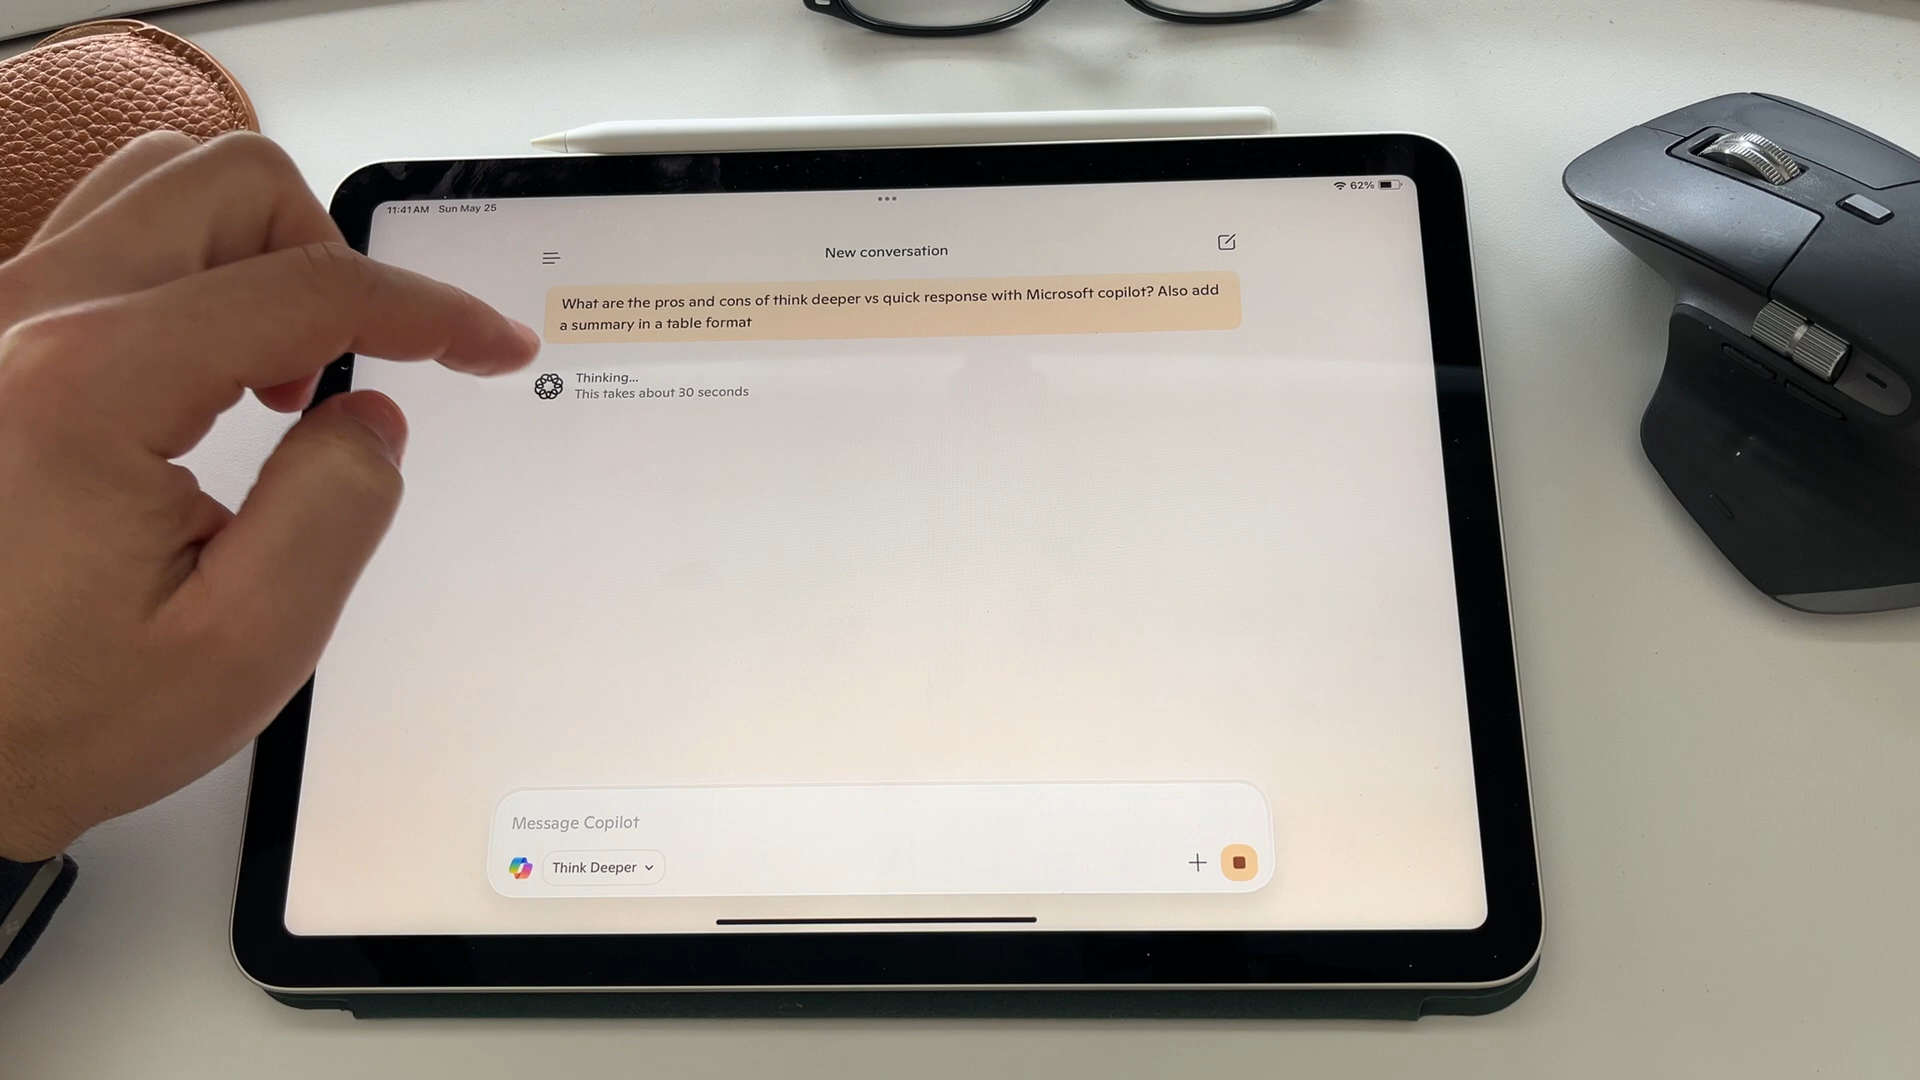 11:41 AM Sun May 25
62%
New conversation
What are the pros and cons of think deeper vs quick response with Microsoft copilot? Also add
a summary in a table format
Thinking...
This takes about 30 seconds
Message Copilot
Think Deeper